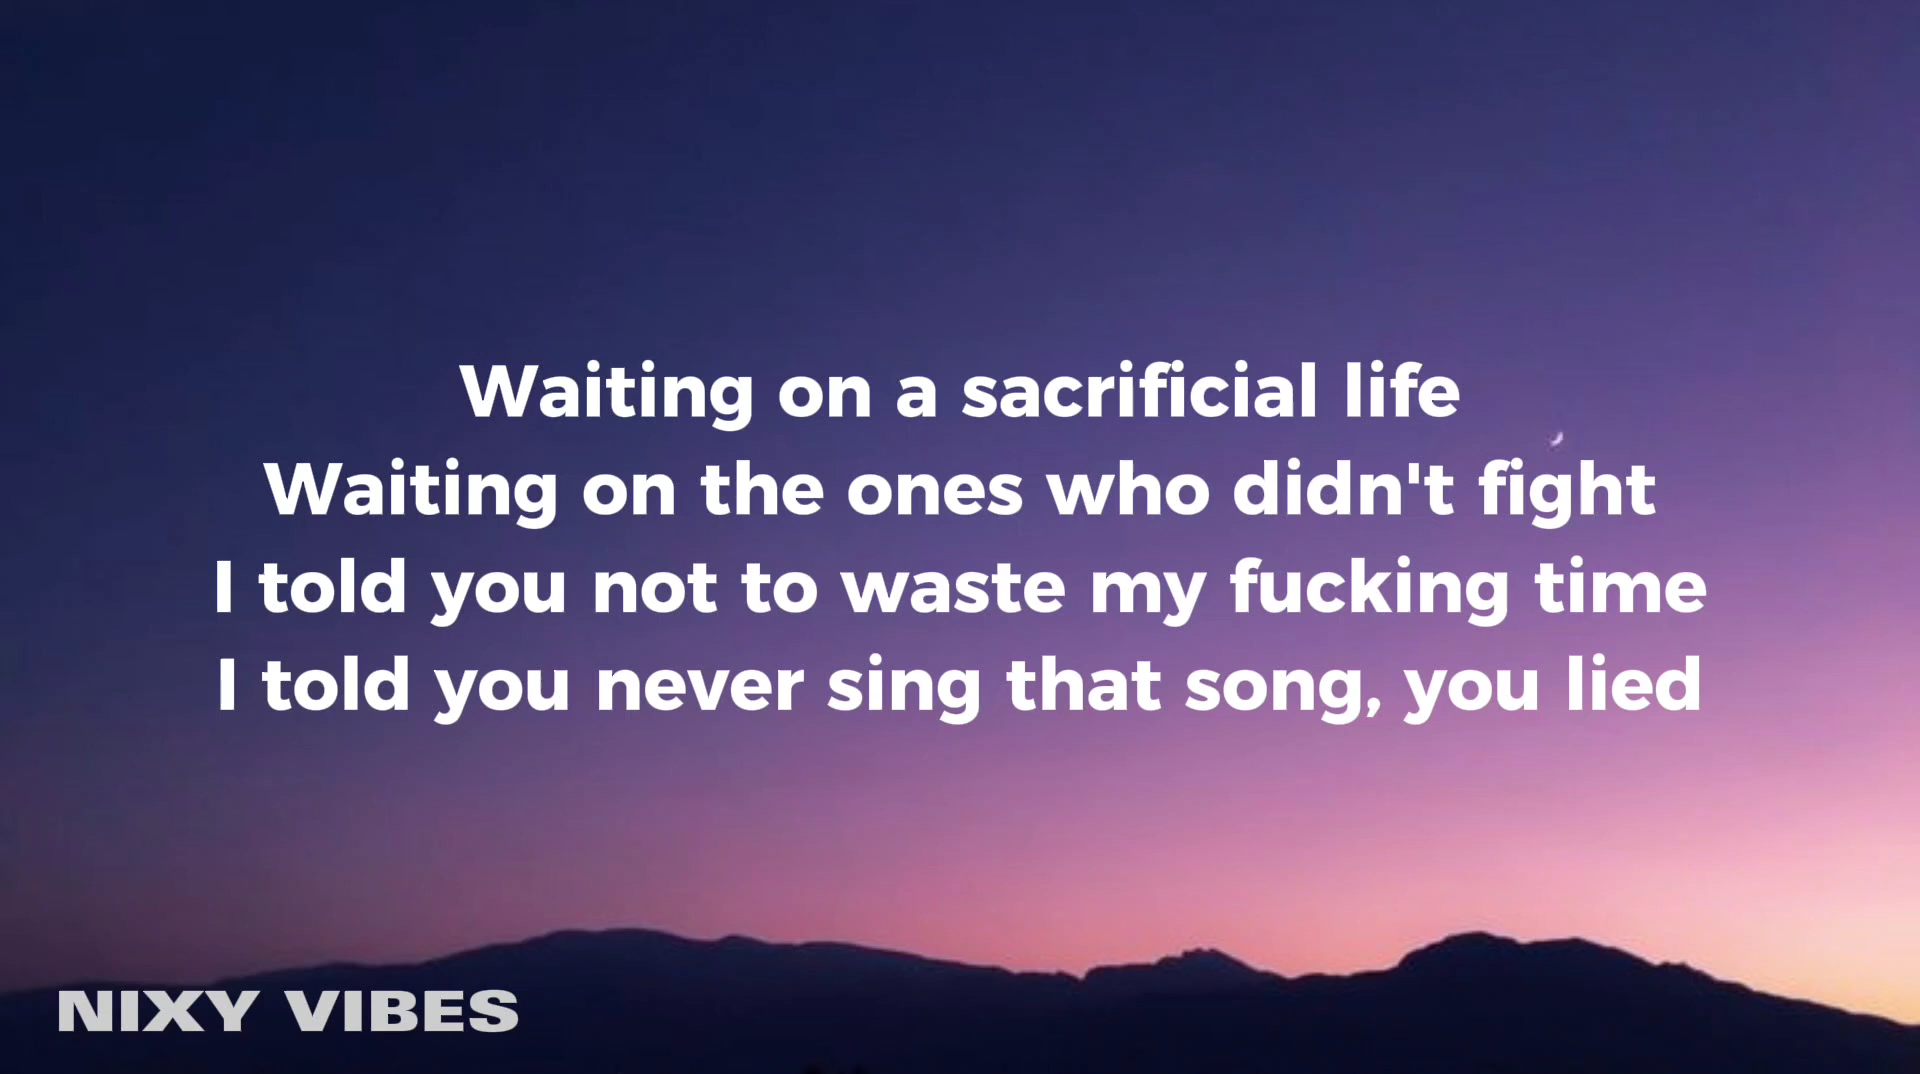 Waiting on a sacrificial life
Waiting on the ones who didn't fight
I told you not to waste my fucking time
I told you never sing that song, you lied
NIXY VIBES